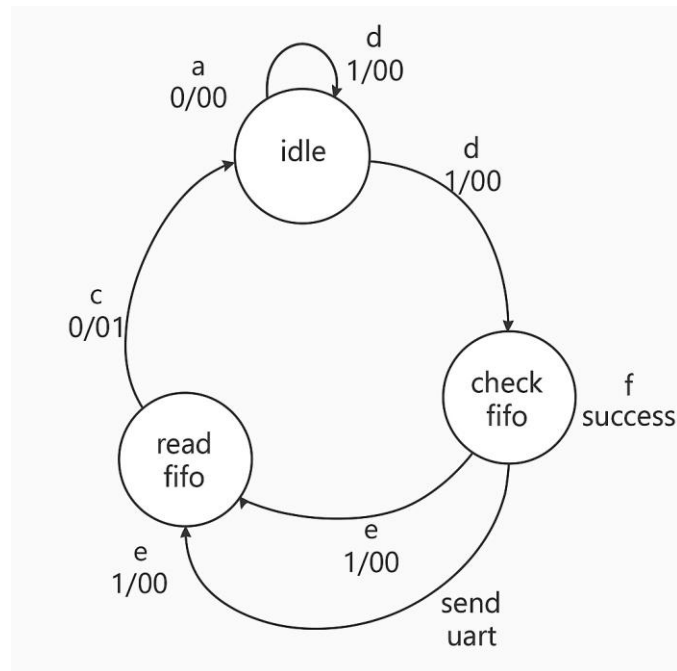 d
1/00
a
0/00
idle
d
1/00
c
0/01
check
fifo
f
success
read
fifo
e
1/00
e
1/00
send
uart